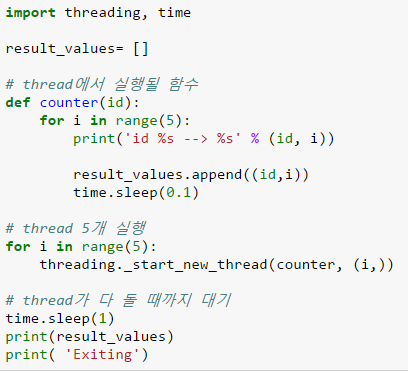 import threading, time
result_values= []
# thread에서 실행될 함수
def counter(id):
    for i in range(5):
        print('id %s --> %s' % (id, i))
        result_values.append((id,i))
        time.sleep(0.1)
# thread 5개 실행
for i in range(5):
    threading._start_new_thread(counter, (i,))
# thread가 다 돌 때까지 대기
time.sleep(1)
print(result_values)
print( 'Exiting')